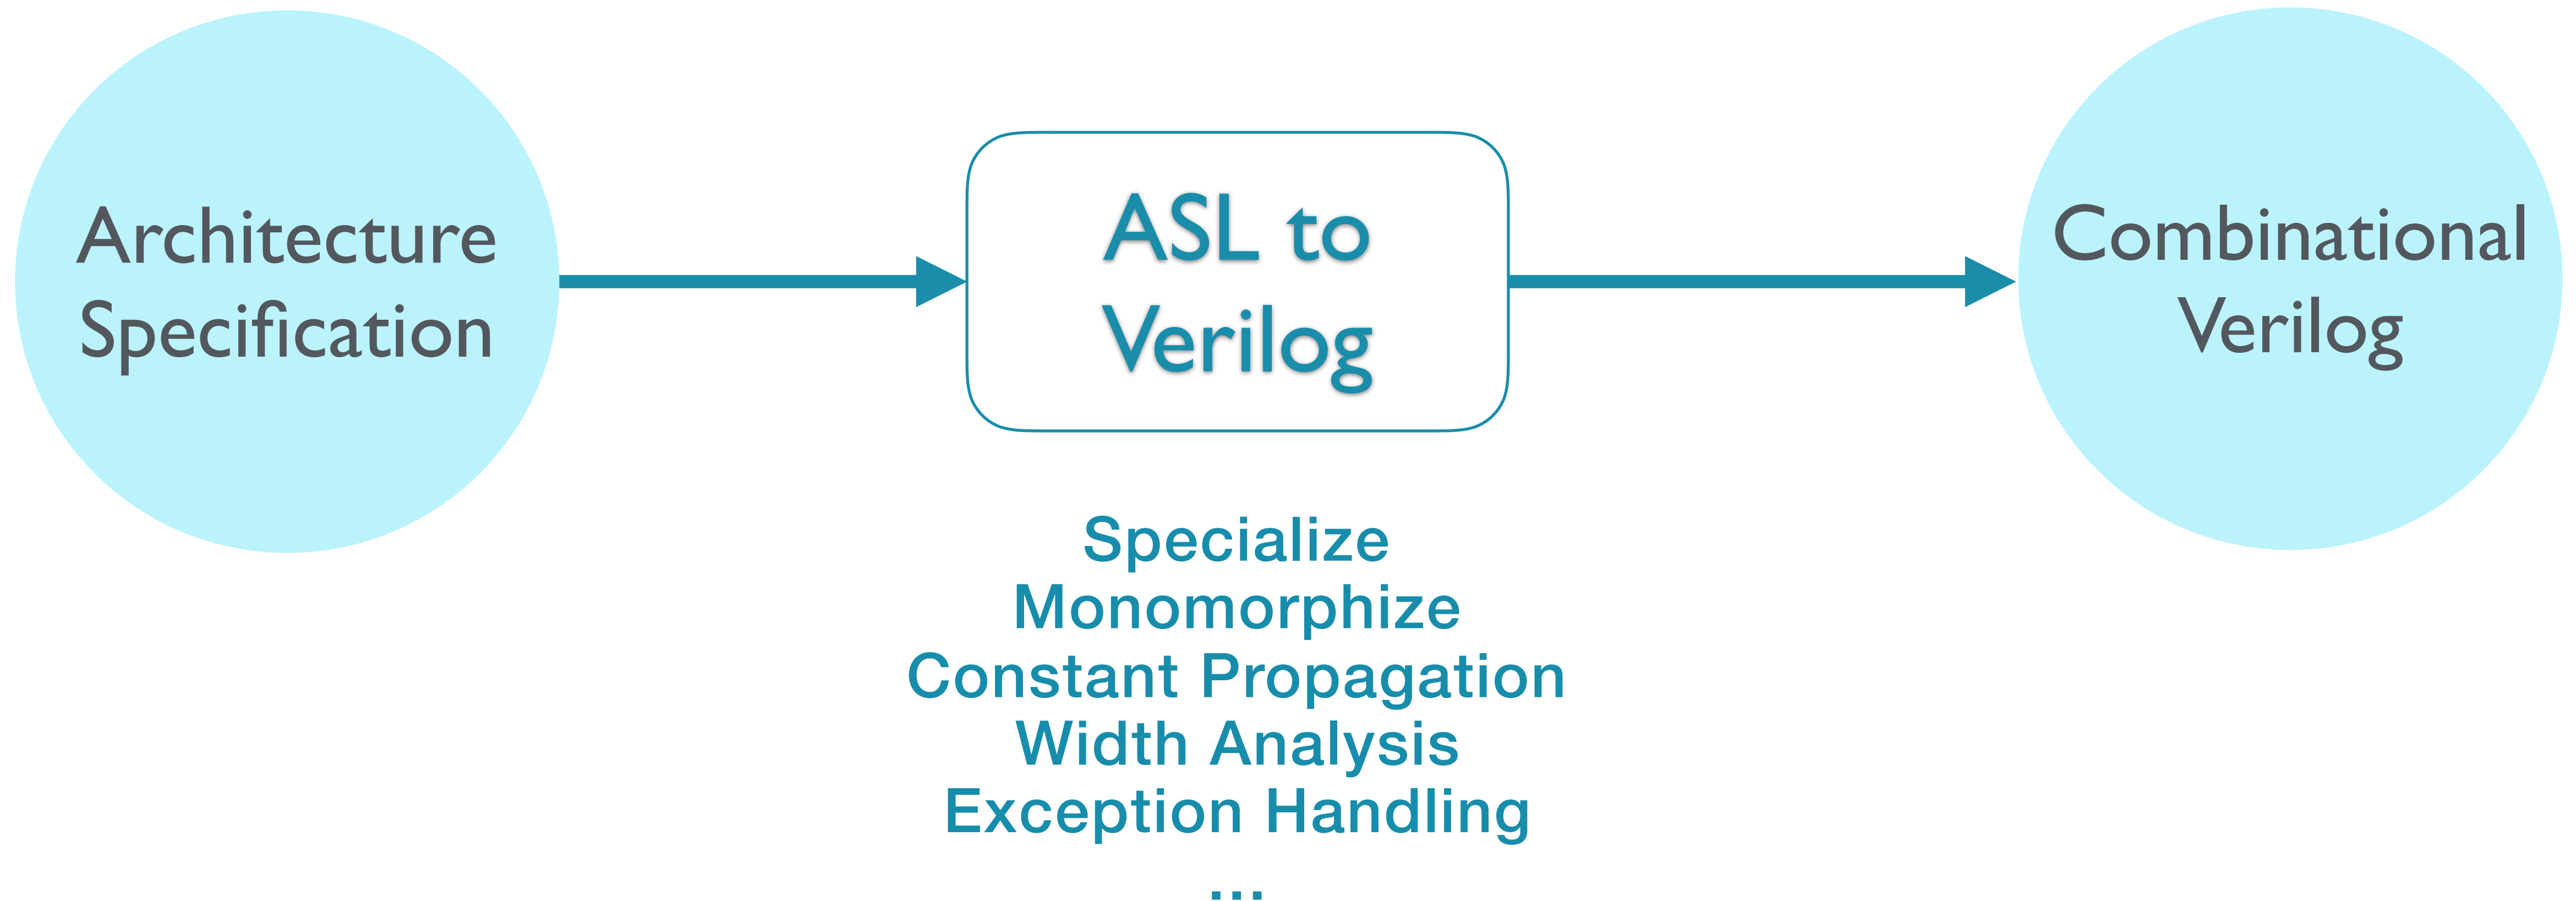 Architecture
Specification
ASL to
Verilog
Combinational
Verilog
Specialize
Monomorphize
Constant Propagation
Width Analysis
Exception Handling
...